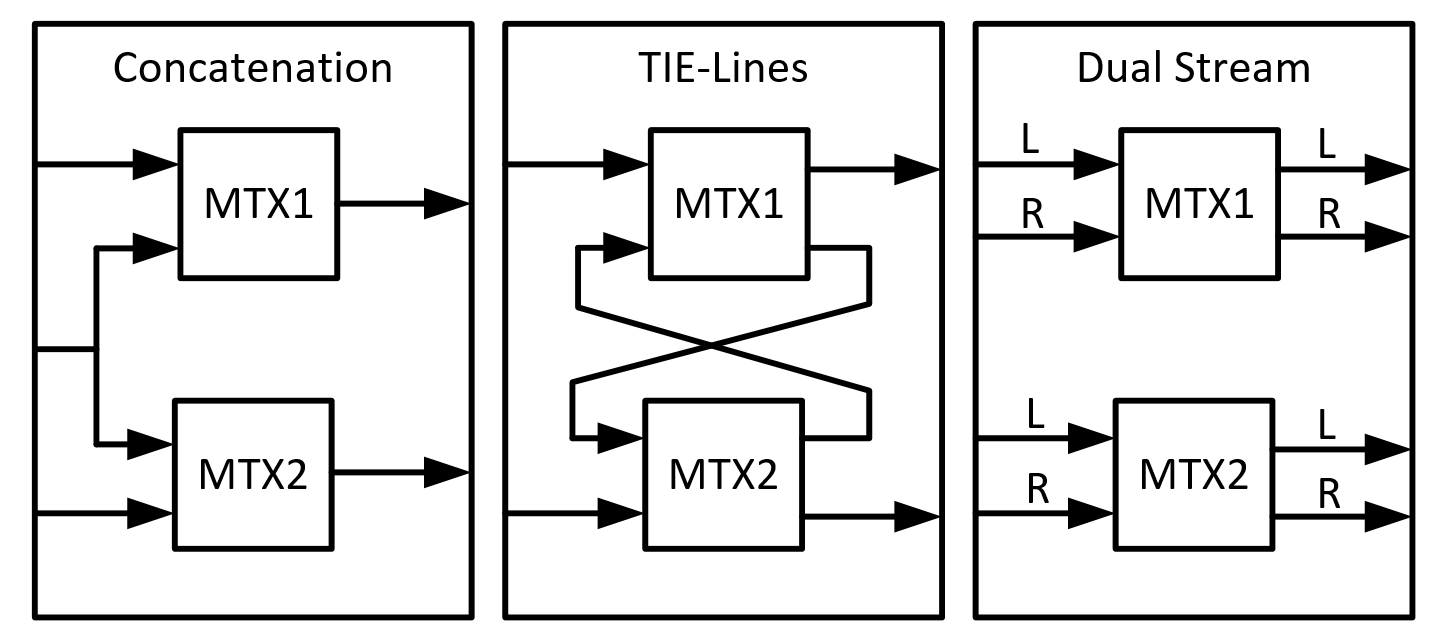 Concatenation
MTX1
MTX2
TIE-Lines
MTX1
MTX2
Dual Stream
L
L
MTX1
R
R
L
L
MTX2
R
R